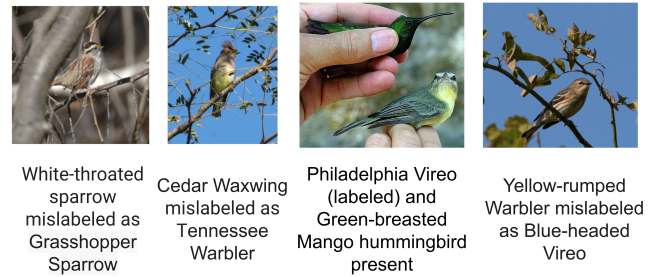 White-throated
sparrow
mislabeled as
Grasshopper
Sparrow
Cedar Waxwing
mislabeled as
Tennessee
Warbler
Philadelphia Vireo
(labeled) and
Green-breasted
Mango hummingbird
present
Yellow-rumped
Warbler mislabeled
as Blue-headed
Vireo